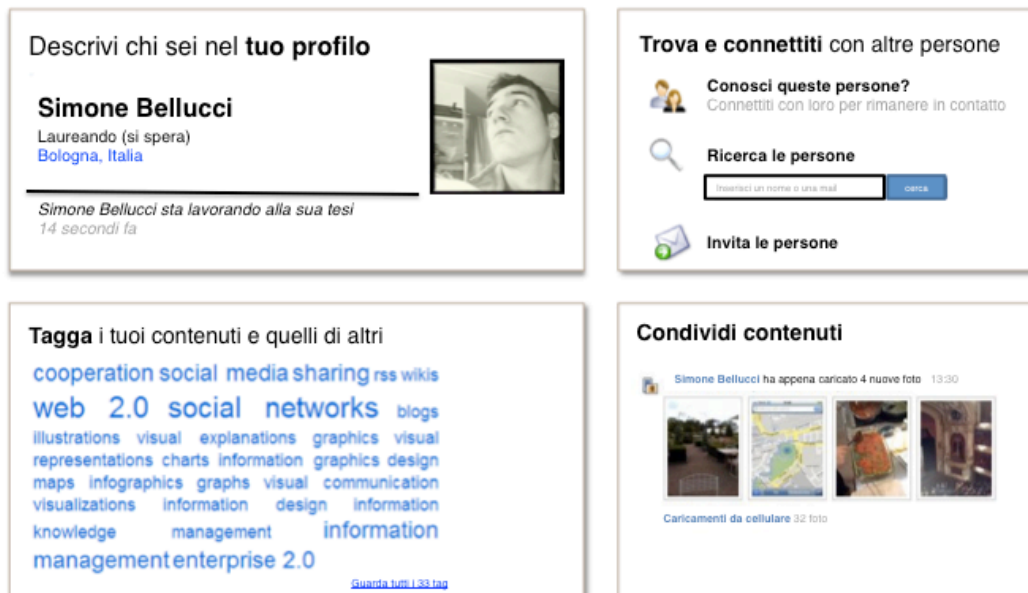 Descrivi chi sei nel tuo profilo
Simone Bellucci
Laureando (si spera)
Bologna, Italia
Simone Bellucci sta lavorando alla sua tesi
14 secondi fa
Trova e connettiti con altre persone
Conosci queste persone?
Connettiti con loro per rimanere in contatto
Ricerca le persone
Inserisci un nome o una mail
cerca
Invita le persone
Tagga i tuoi contenuti e quelli di altri
cooperation social media sharing rss wikis
web 2.0 social networks blogs
illustrations visual explanations graphics visual
representations charts information graphics design
maps infographics graphs visual communication
visualizations information design information
knowledge management information
management enterprise 2.0
Guarda tutti i 33 tag
Condividi contenuti
Simone Bellucci ha appena caricato 4 nuove foto 13:30
Caricamenti da cellulare 32 foto